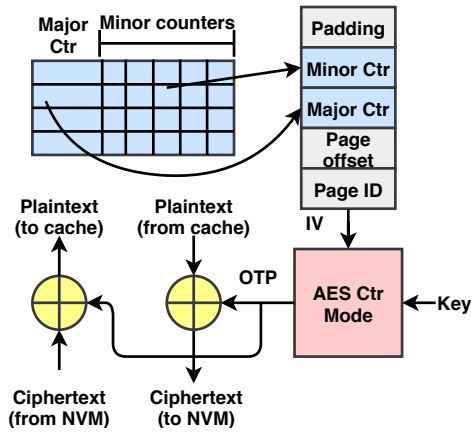 Major
Ctr
Minor counters
Padding
Minor Ctr
Major Ctr
Page
offset
Page ID
IV
Plaintext
(to cache)
Plaintext
(from cache)
OTP
AES Ctr
Mode
Key
Ciphertext
(from NVM)
Ciphertext
(to NVM)